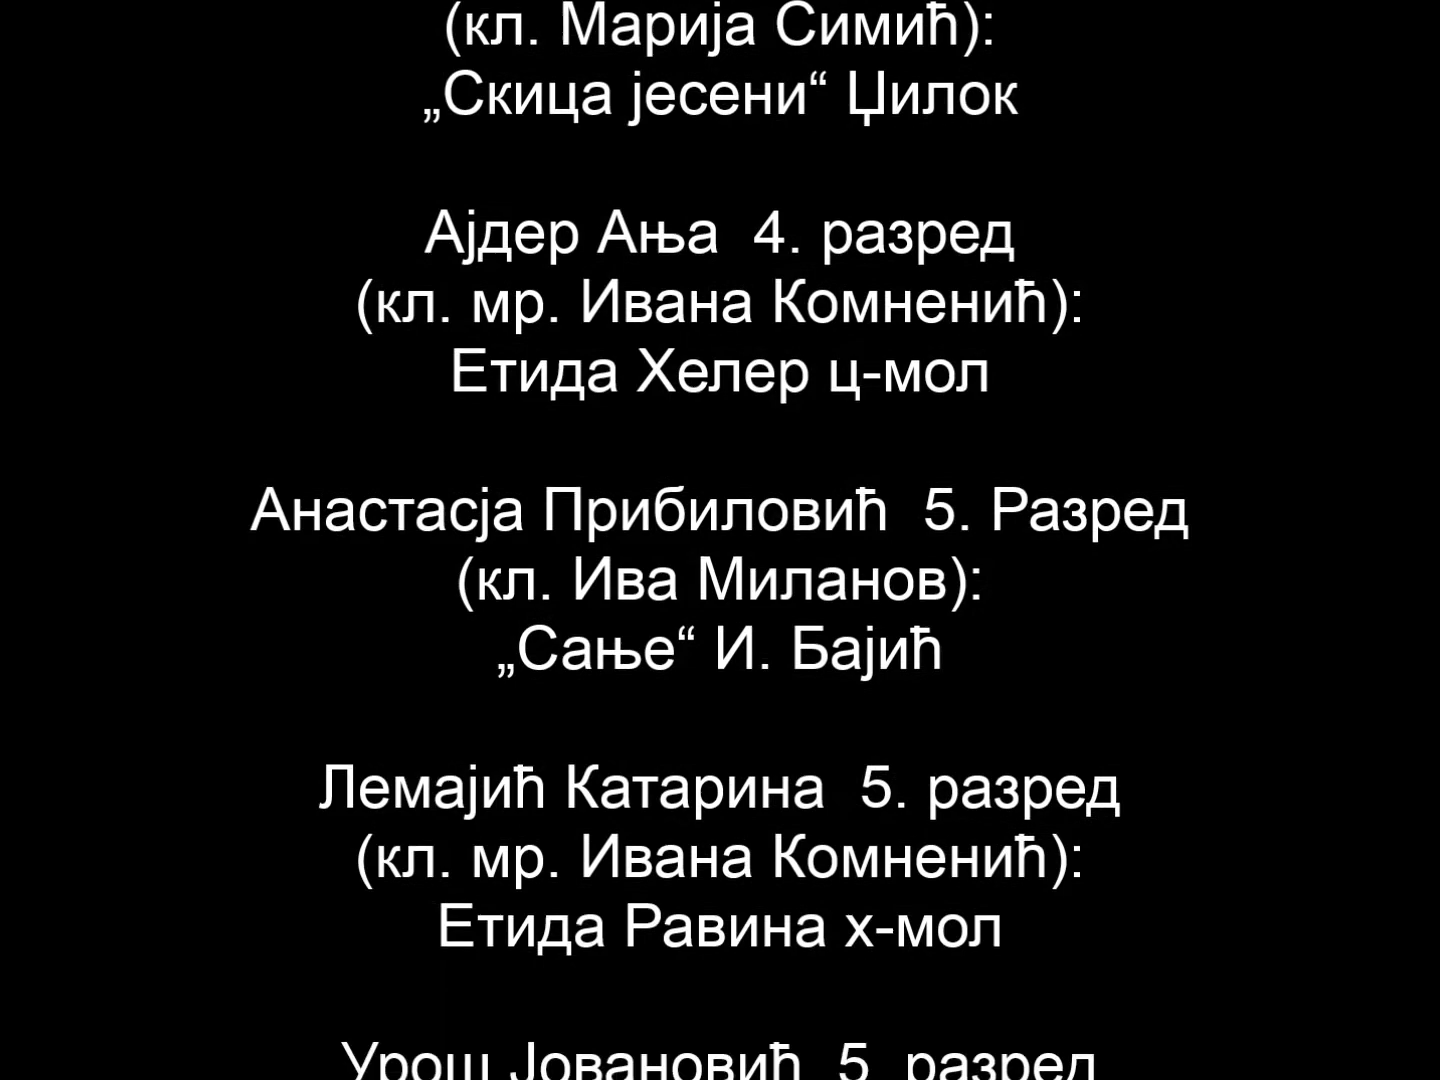 (кл. Марија Симић):
„Скица јесени“ Џилок
Ајдер Ања 4. разред
(кл. мр. Ивана Комненић):
Етида Хелер ц-мол
Анастасја Прибиловић 5. Разред
(кл. Ива Миланов):
„Сање“ И. Бајић
Лемајић Катарина 5. разред
(кл. мр. Ивана Комненић):
Етида Равина х-мол
Урош Јовановић 5. разред